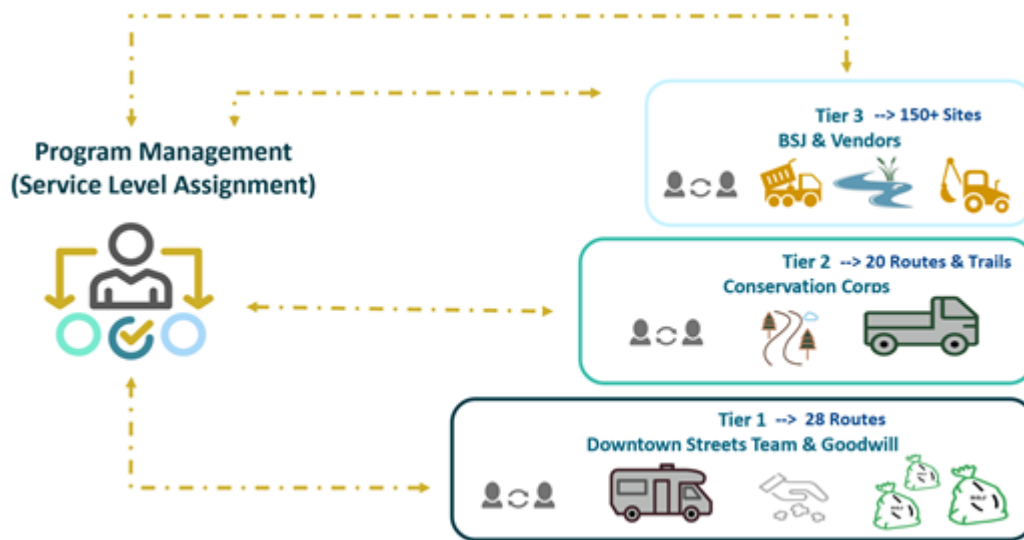 Program Management
(Service Level Assignment)
Tier 3 --> 150+ Sites
BSJ & Vendors
Tier 2 --> 20 Routes & Trails
Conservation Corps
Tier 1 --> 28 Routes
Downtown Streets Team & Goodwill